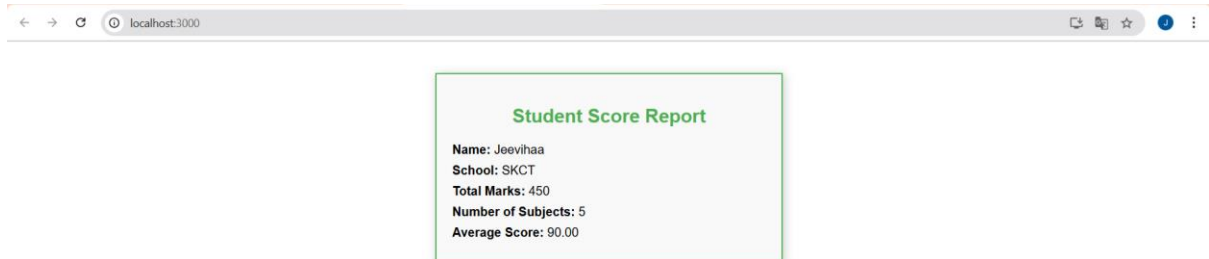 localhost:3000
J
Student Score Report
Name: Jeevihaa
School: SKCT
Total Marks: 450
Number of Subjects: 5
Average Score: 90.00